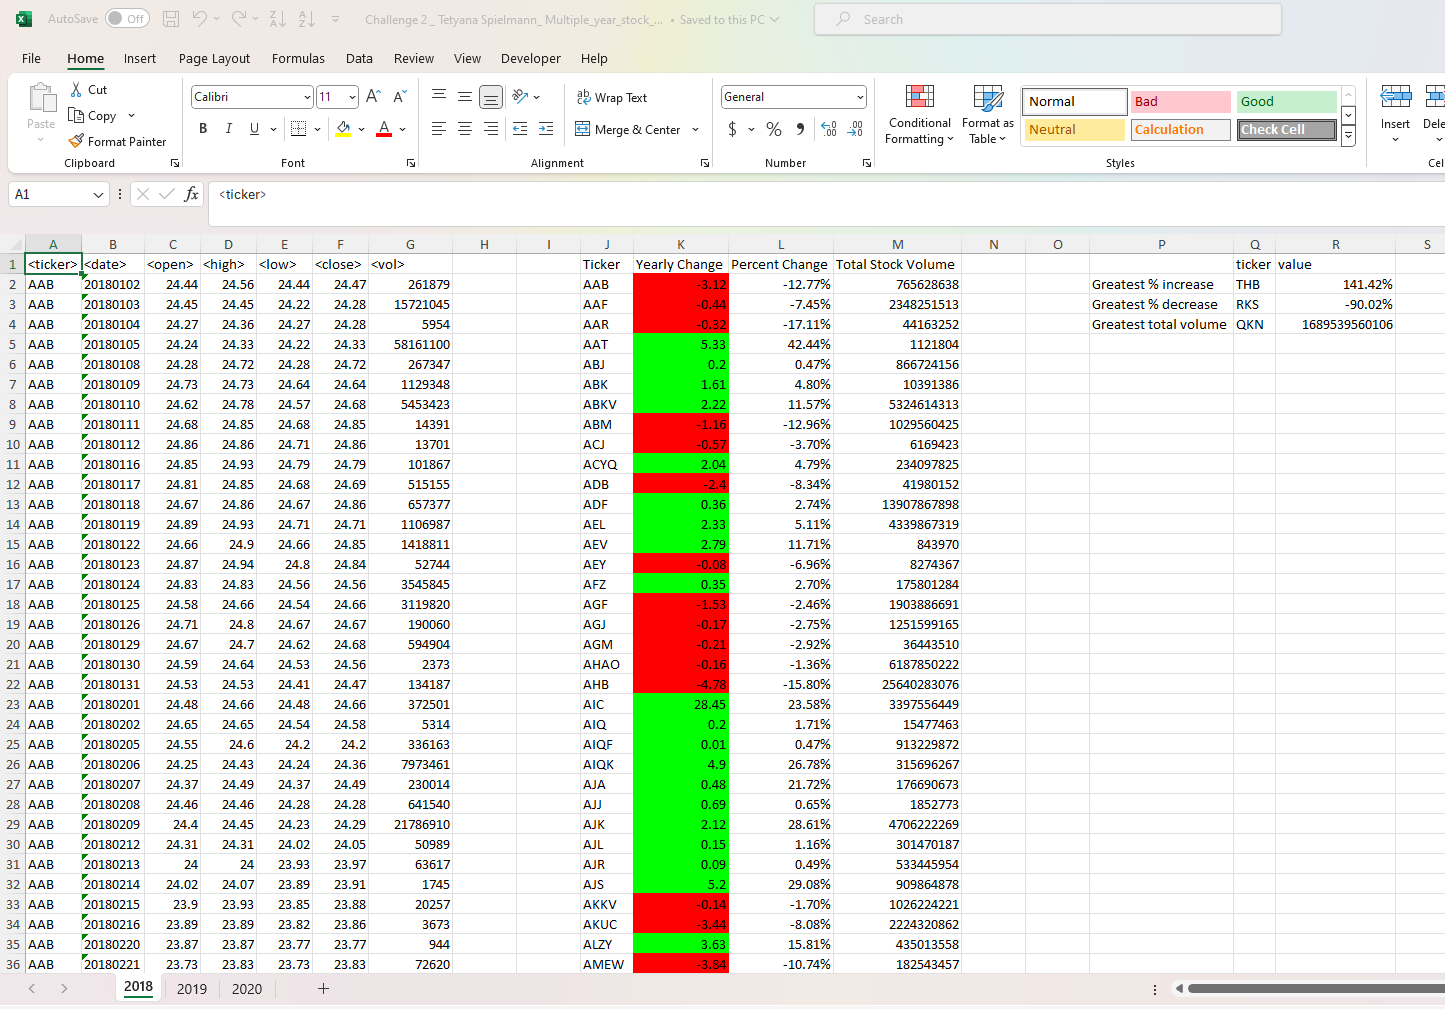 AutoSave Off Challenge 2 _ Tetyana Spielmann_ Multiple_year_stock_... • Saved to this PC Search
File Home Insert Page Layout Formulas Data Review View Developer Help
Cut Calibri 11 Wrap Text General Normal Bad Good
Paste Copy Conditional Formatting Format as Table Insert Dele
Format Painter B I U A Merge & Center $ % Neutral Calculation Check Cell
Clipboard Font Alignment Number Styles Cel
A1 fx <ticker>
A B C D E F G H I J K L M N O P Q R S
1 <ticker> <date> <open> <high> <low> <close> <vol> Ticker Yearly Change Percent Change Total Stock Volume ticker value
2 AAB 20180102 24.44 24.56 24.44 24.47 261879 AAB -3.12 -12.77% 765628638 Greatest % increase THB 141.42%
3 AAB 20180103 24.45 24.45 24.22 24.28 15721045 AAF -0.44 -7.45% 2348251513 Greatest % decrease RKS -90.02%
4 AAB 20180104 24.27 24.36 24.27 24.28 5954 AAR -0.32 -17.11% 44163252 Greatest total volume QKN 1689539560106
5 AAB 20180105 24.24 24.33 24.22 24.33 58161100 AAT 5.33 42.44% 1121804
6 AAB 20180108 24.28 24.72 24.28 24.72 267347 ABJ 0.2 0.47% 866724156
7 AAB 20180109 24.73 24.73 24.64 24.64 1129348 ABK 1.61 4.80% 10391386
8 AAB 20180110 24.62 24.78 24.57 24.68 5453423 ABKV 2.22 11.57% 5324614313
9 AAB 20180111 24.68 24.85 24.68 24.85 14391 ABM -1.16 -12.96% 1029560425
10 AAB 20180112 24.86 24.86 24.71 24.86 13701 ACJ -0.57 -3.70% 6169423
11 AAB 20180116 24.85 24.93 24.79 24.79 101867 ACYQ 2.04 4.79% 234097825
12 AAB 20180117 24.81 24.85 24.68 24.69 515155 ADB -2.4 -8.34% 41980152
13 AAB 20180118 24.67 24.86 24.67 24.86 657377 ADF 0.36 2.74% 13907867898
14 AAB 20180119 24.89 24.93 24.71 24.71 1106987 AEL 2.33 5.11% 4339867319
15 AAB 20180122 24.66 24.9 24.66 24.85 1418811 AEV 2.79 11.71% 843970
16 AAB 20180123 24.87 24.94 24.8 24.84 52744 AEY -0.08 -6.96% 8274367
17 AAB 20180124 24.83 24.83 24.56 24.56 3545845 AFZ 0.35 2.70% 175801284
18 AAB 20180125 24.58 24.66 24.54 24.66 3119820 AGF -1.53 -2.46% 1903886691
19 AAB 20180126 24.71 24.8 24.67 24.67 190060 AGJ -0.17 -2.75% 1251599165
20 AAB 20180129 24.67 24.7 24.62 24.68 594904 AGM -0.21 -2.92% 36443510
21 AAB 20180130 24.59 24.64 24.53 24.56 2373 AHAO -0.16 -1.36% 6187850222
22 AAB 20180131 24.53 24.53 24.41 24.47 134187 AHB -4.78 -15.80% 25640283076
23 AAB 20180201 24.48 24.66 24.48 24.66 372501 AIC 28.45 23.58% 3397556449
24 AAB 20180202 24.65 24.65 24.54 24.58 5314 AIQ 0.2 1.71% 15477463
25 AAB 20180205 24.55 24.6 24.2 24.2 336163 AIQF 0.01 0.47% 913229872
26 AAB 20180206 24.25 24.43 24.24 24.36 7973461 AIQK 4.9 26.78% 315696267
27 AAB 20180207 24.37 24.49 24.37 24.49 230014 AJA 0.48 21.72% 176690673
28 AAB 20180208 24.46 24.46 24.28 24.28 641540 AJJ 0.69 0.65% 1852773
29 AAB 20180209 24.4 24.45 24.23 24.29 21786910 AJK 2.12 28.61% 4706222269
30 AAB 20180212 24.31 24.31 24.02 24.05 50989 AJL 0.15 1.16% 301470187
31 AAB 20180213 24 24 23.93 23.97 63617 AJR 0.09 0.49% 533445954
32 AAB 20180214 24.02 24.07 23.89 23.91 1745 AJS 5.2 29.08% 909864878
33 AAB 20180215 23.9 23.93 23.85 23.88 20257 AKKV -0.14 -1.70% 1026224221
34 AAB 20180216 23.89 23.89 23.82 23.86 3673 AKUC -3.44 -8.08% 2224320862
35 AAB 20180220 23.87 23.87 23.77 23.77 944 ALZY 3.63 15.81% 435013558
36 AAB 20180221 23.73 23.83 23.73 23.83 72620 AMEW -3.84 -10.74% 182543457
2018 2019 2020